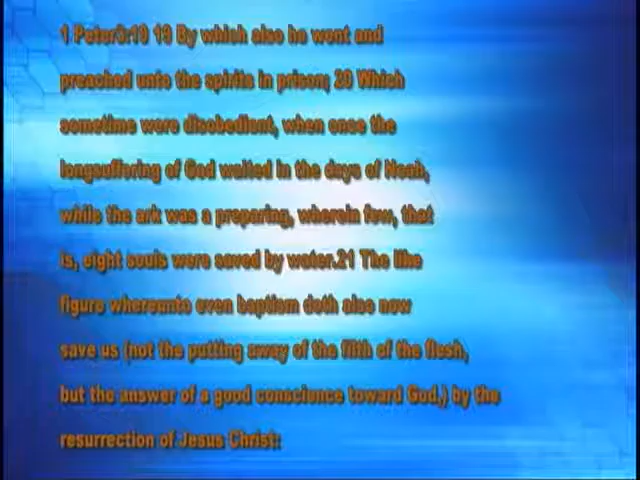 1 Peter3:19 19 By which also he went and
preached unto the spirits in prison; 20 Which
sometime were disobedient, when once the
longsuffering of God waited in the days of Noah,
while the ark was a preparing, wherein few, that
is, eight souls were saved by water.21 The like
figure whereunto even baptism doth also now
save us (not the putting away of the filth of the flesh,
but the answer of a good conscience toward God,) by the
resurrection of Jesus Christ: